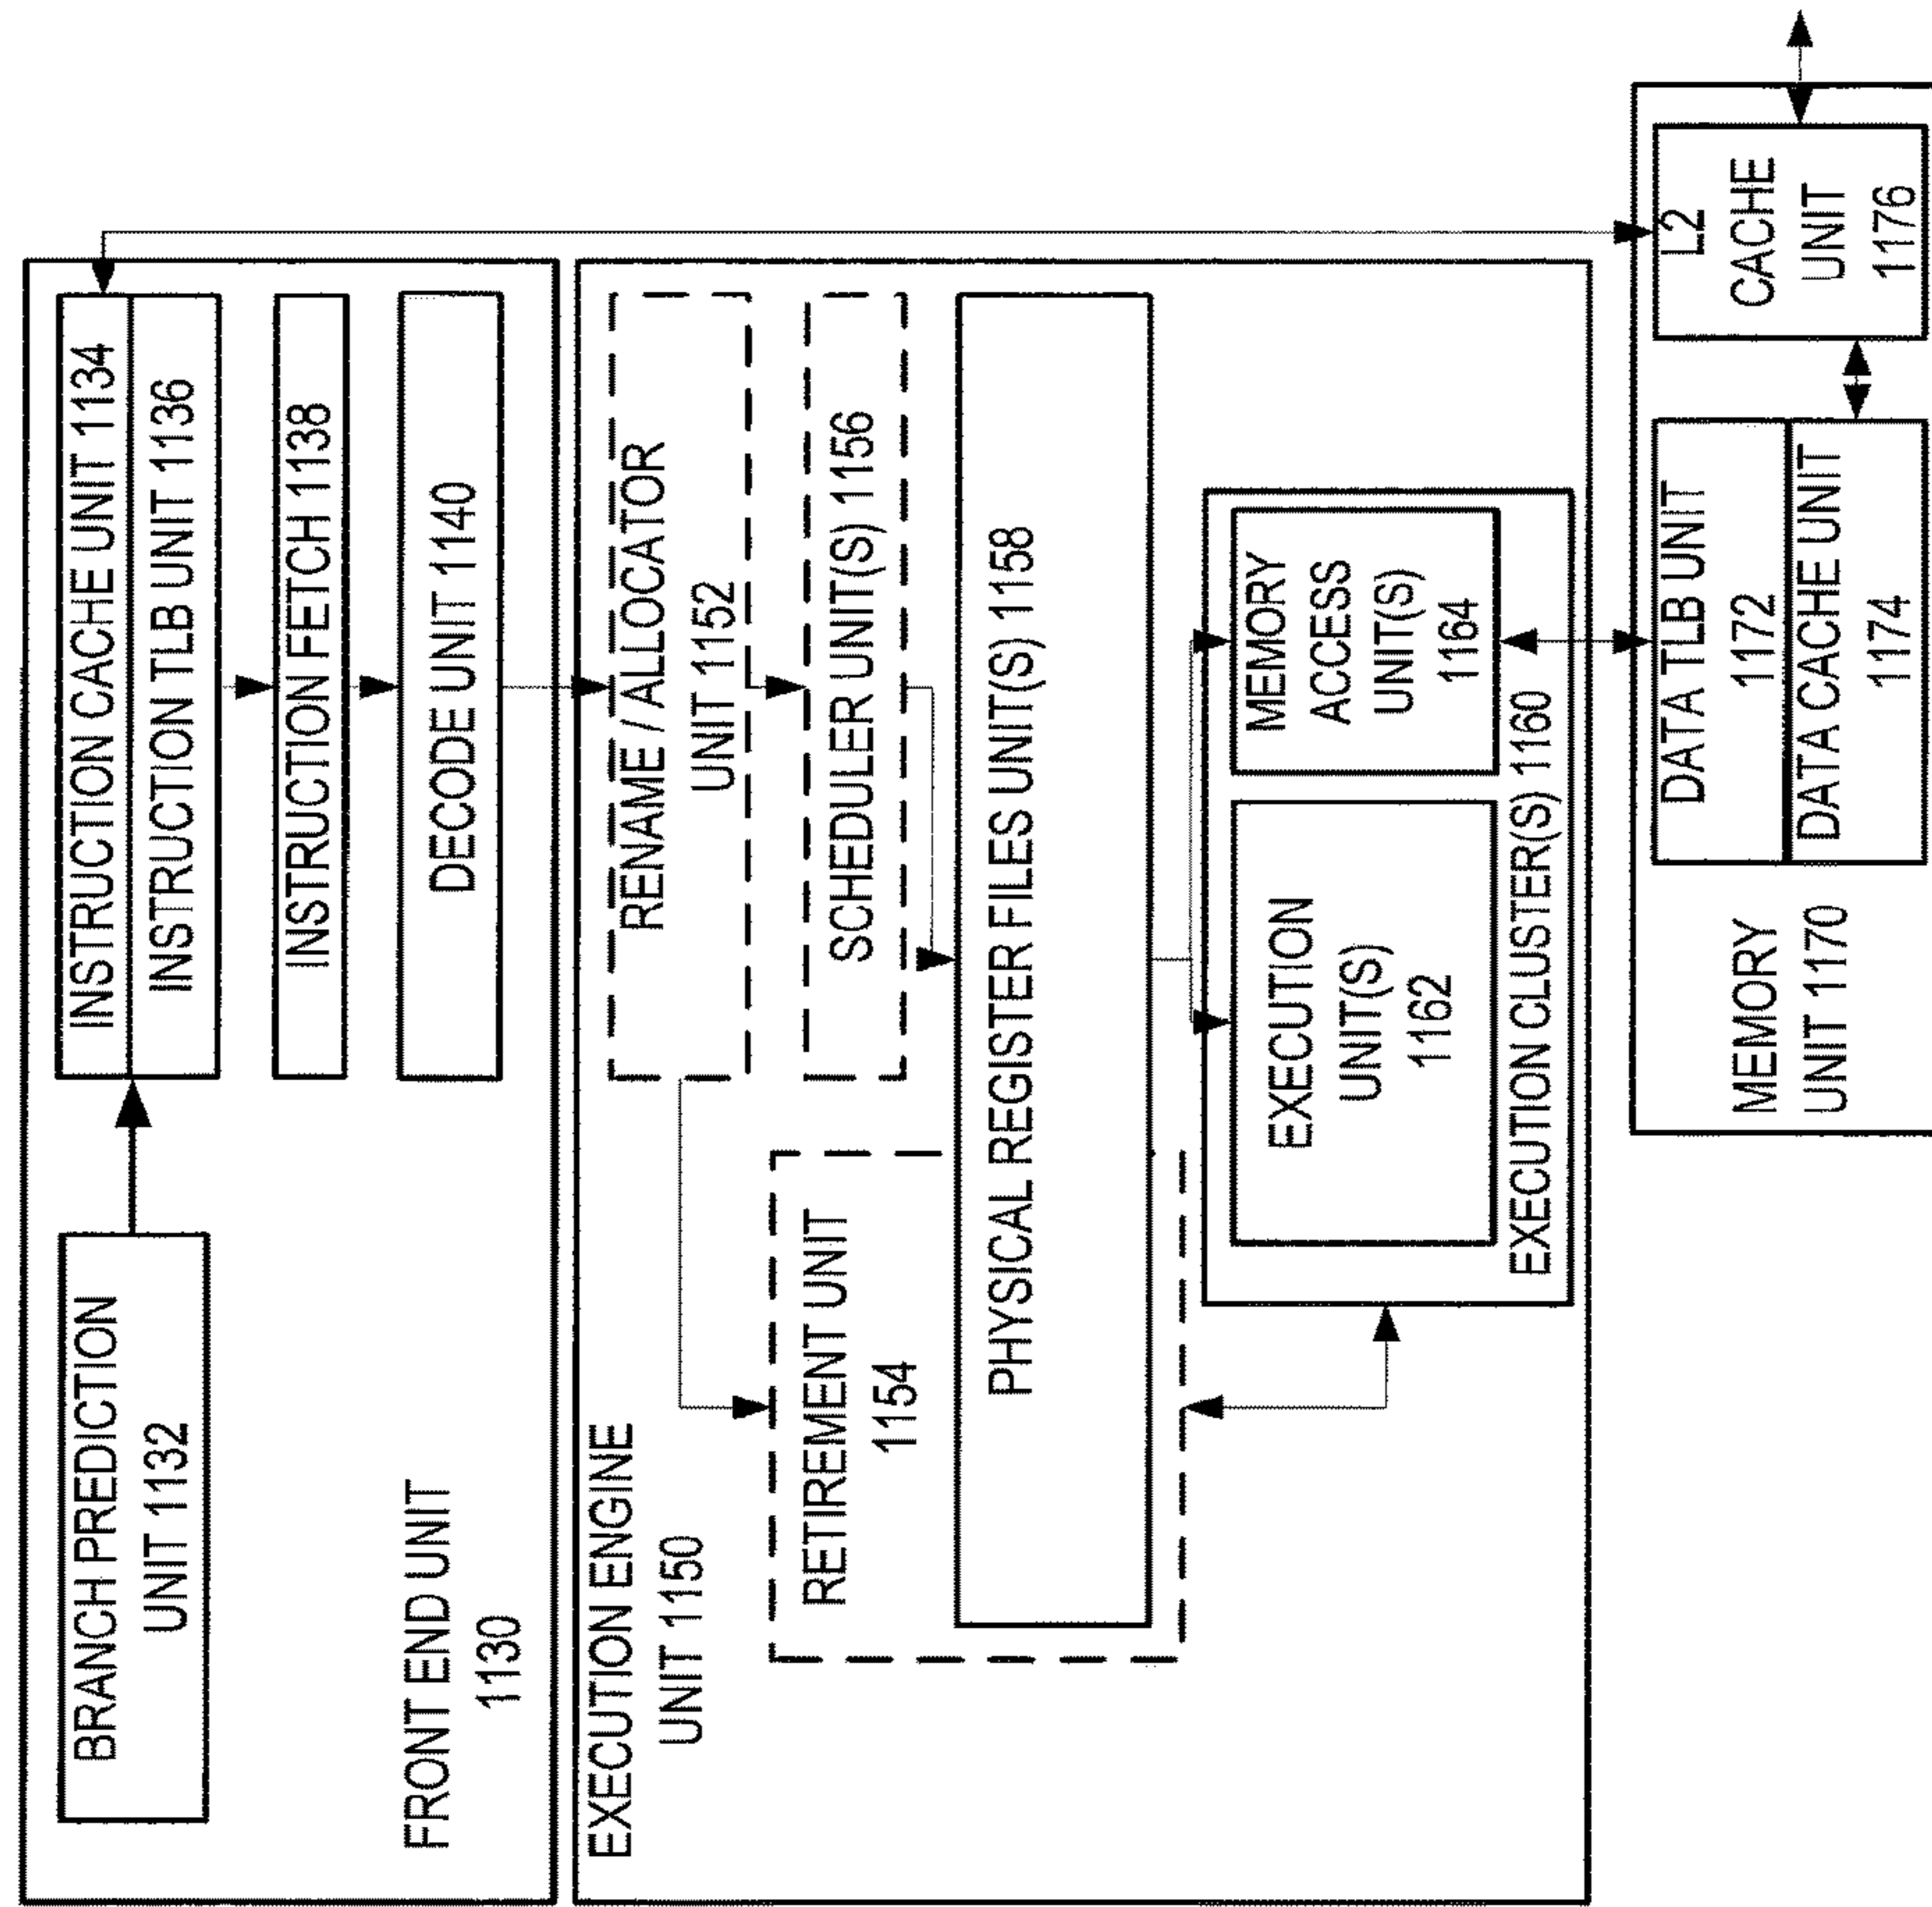 BRANCH PREDICTION
UNIT 1132
INSTRUCTION CACHE UNIT 1134
INSTRUCTION TLB UNIT 1136
INSTRUCTION FETCH 1138
DECODE UNIT 1140
FRONT END UNIT
1130
EXECUTION ENGINE
UNIT 1150
RENAME / ALLOCATOR
UNIT 1152
RETIREMENT UNIT
1154
SCHEDULER UNIT(S) 1156
PHYSICAL REGISTER FILES UNIT(S) 1158
EXECUTION
UNIT(S)
1162
MEMORY
ACCESS
UNIT(S)
1164
EXECUTION CLUSTER(S) 1160
MEMORY
UNIT 1170
DATA TLB UNIT
1172
DATA CACHE UNIT
1174
L2
CACHE
UNIT
1176